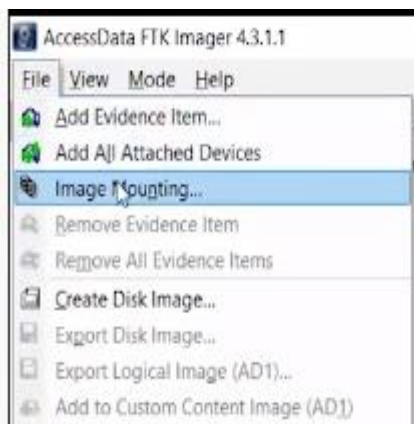 AccessData FTK Imager 4.3.1.1
File View Mode Help
Add Evidence Item...
Add All Attached Devices
Image Mounting...
Remove Evidence Item
Remove All Evidence Items
Create Disk Image...
Export Disk Image...
Export Logical Image (AD1)...
Add to Custom Content Image (AD1)